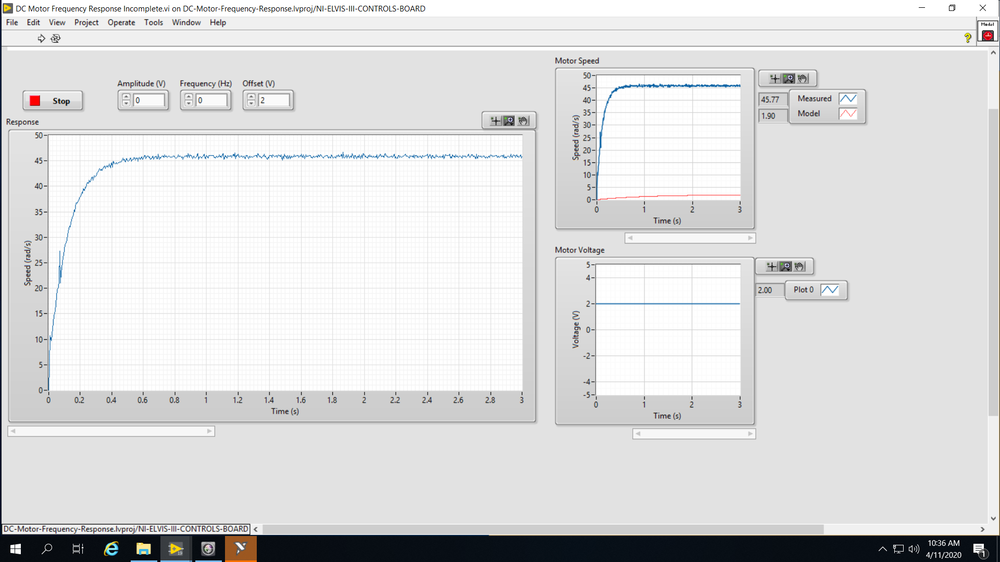 DC Motor Frequency Response Incomplete.vi on DC-Motor-Frequency-Response.lvproj/NI-ELVIS-III-CONTROLS-BOARD
File Edit View Project Operate Tools Window Help
Model
Stop
Amplitude (V) Frequency (Hz) Offset (V)
0 0 2
Response
50
45
40
35
30
25
20
15
10
5
0
Speed (rad/s)
0 0.2 0.4 0.6 0.8 1 1.2 1.4 1.6 1.8 2 2.2 2.4 2.6 2.8 3
Time (s)
Motor Speed
50
45
40
35
30
25
20
15
10
5
0
Speed (rad/s)
0 1 2 3
Time (s)
45.77 Measured
1.90 Model
Motor Voltage
5
4
2
0
-2
-4
-5
Voltage (V)
0 1 2 3
Time (s)
2.00 Plot 0
DC-Motor-Frequency-Response.lvproj/NI-ELVIS-III-CONTROLS-BOARD
19
10:36 AM
4/11/2020
1